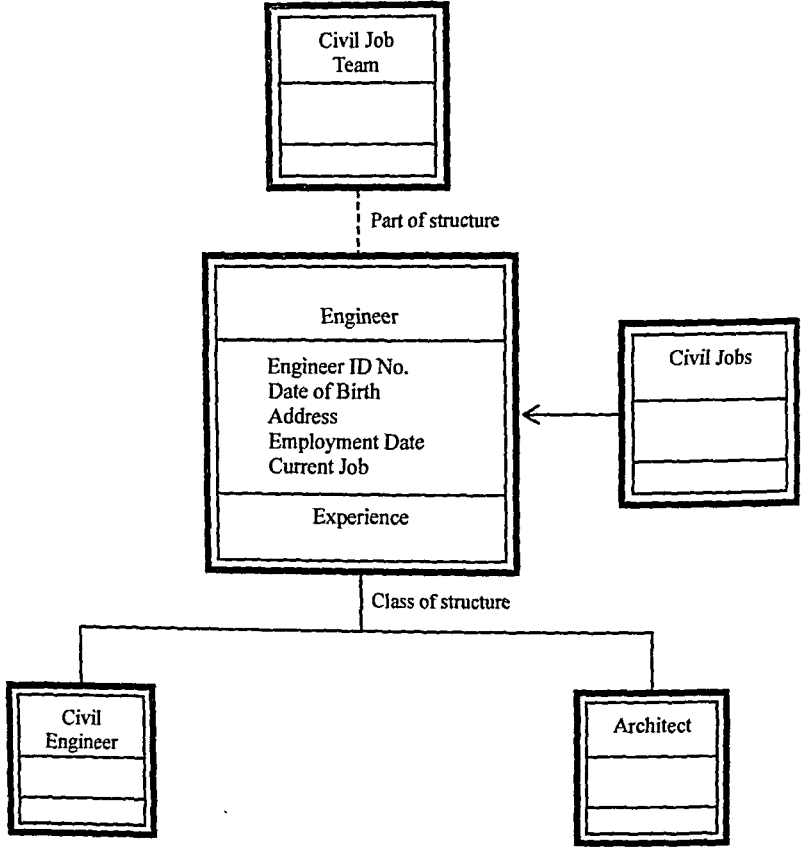 Civil Job
Team
Part of structure
Engineer
Engineer ID No.
Date of Birth
Address
Employment Date
Current Job
Experience
Civil Jobs
Class of structure
Civil
Engineer
Architect